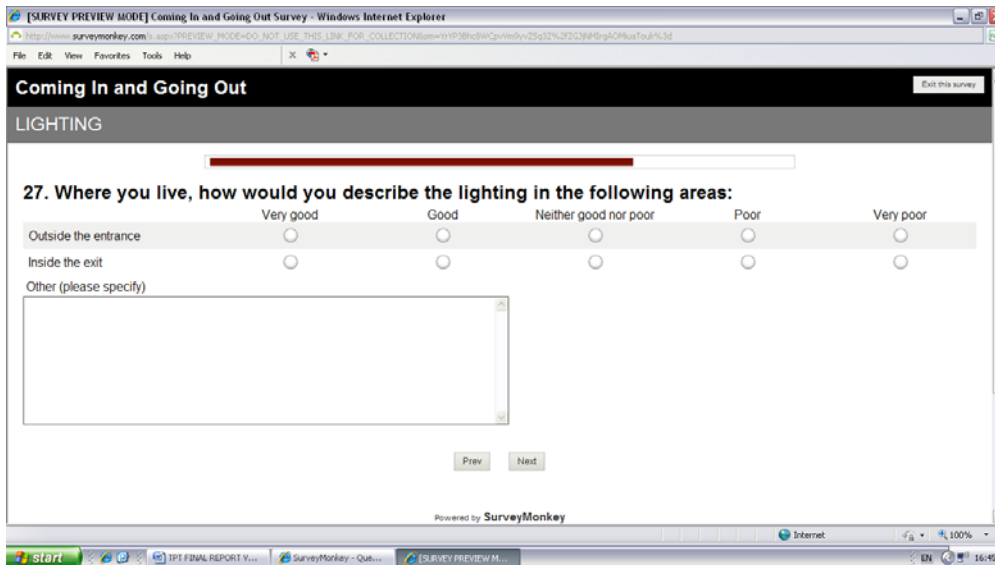 [SURVEY PREVIEW MODE] Coming In and Going Out Survey - Windows Internet Explorer
File Edit View Favorites Tools Help
Coming In and Going Out
Exit this survey
LIGHTING
27. Where you live, how would you describe the lighting in the following areas:
Very good Good Neither good nor poor Poor Very poor
Outside the entrance
Inside the exit
Other (please specify)
Prev Next
Powered by SurveyMonkey
Internet 100%
start TPT FINAL REPORT V... SurveyMonkey - Que... [SURVEY PREVIEW M... EN